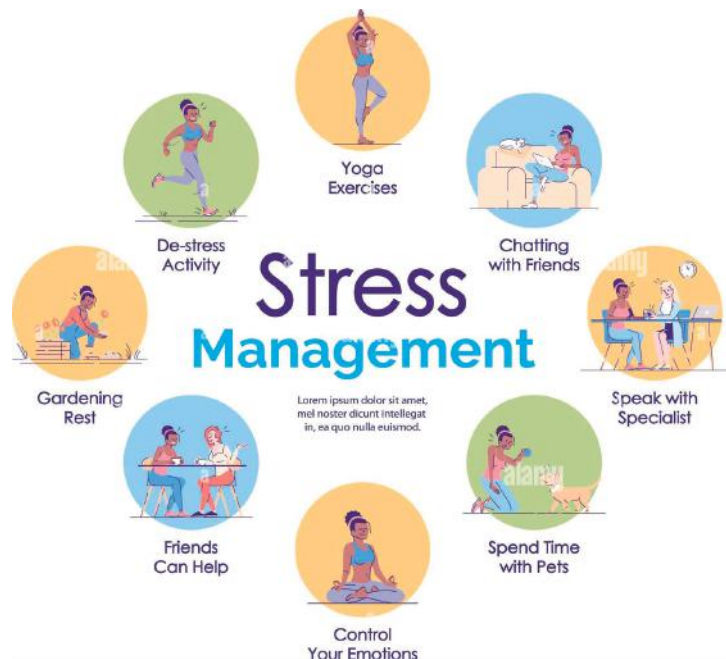 Yoga
Exercises
De-stress
Activity
Chatting
with Friends
Stress
Management
Gardening
Rest
Lorem ipsum dolor sit amet,
mel noster dicunt intellegat
in, ea quo nulla euismod.
Speak with
Specialist
Friends
Can Help
Spend Time
with Pets
Control
Your Emotions
alamy